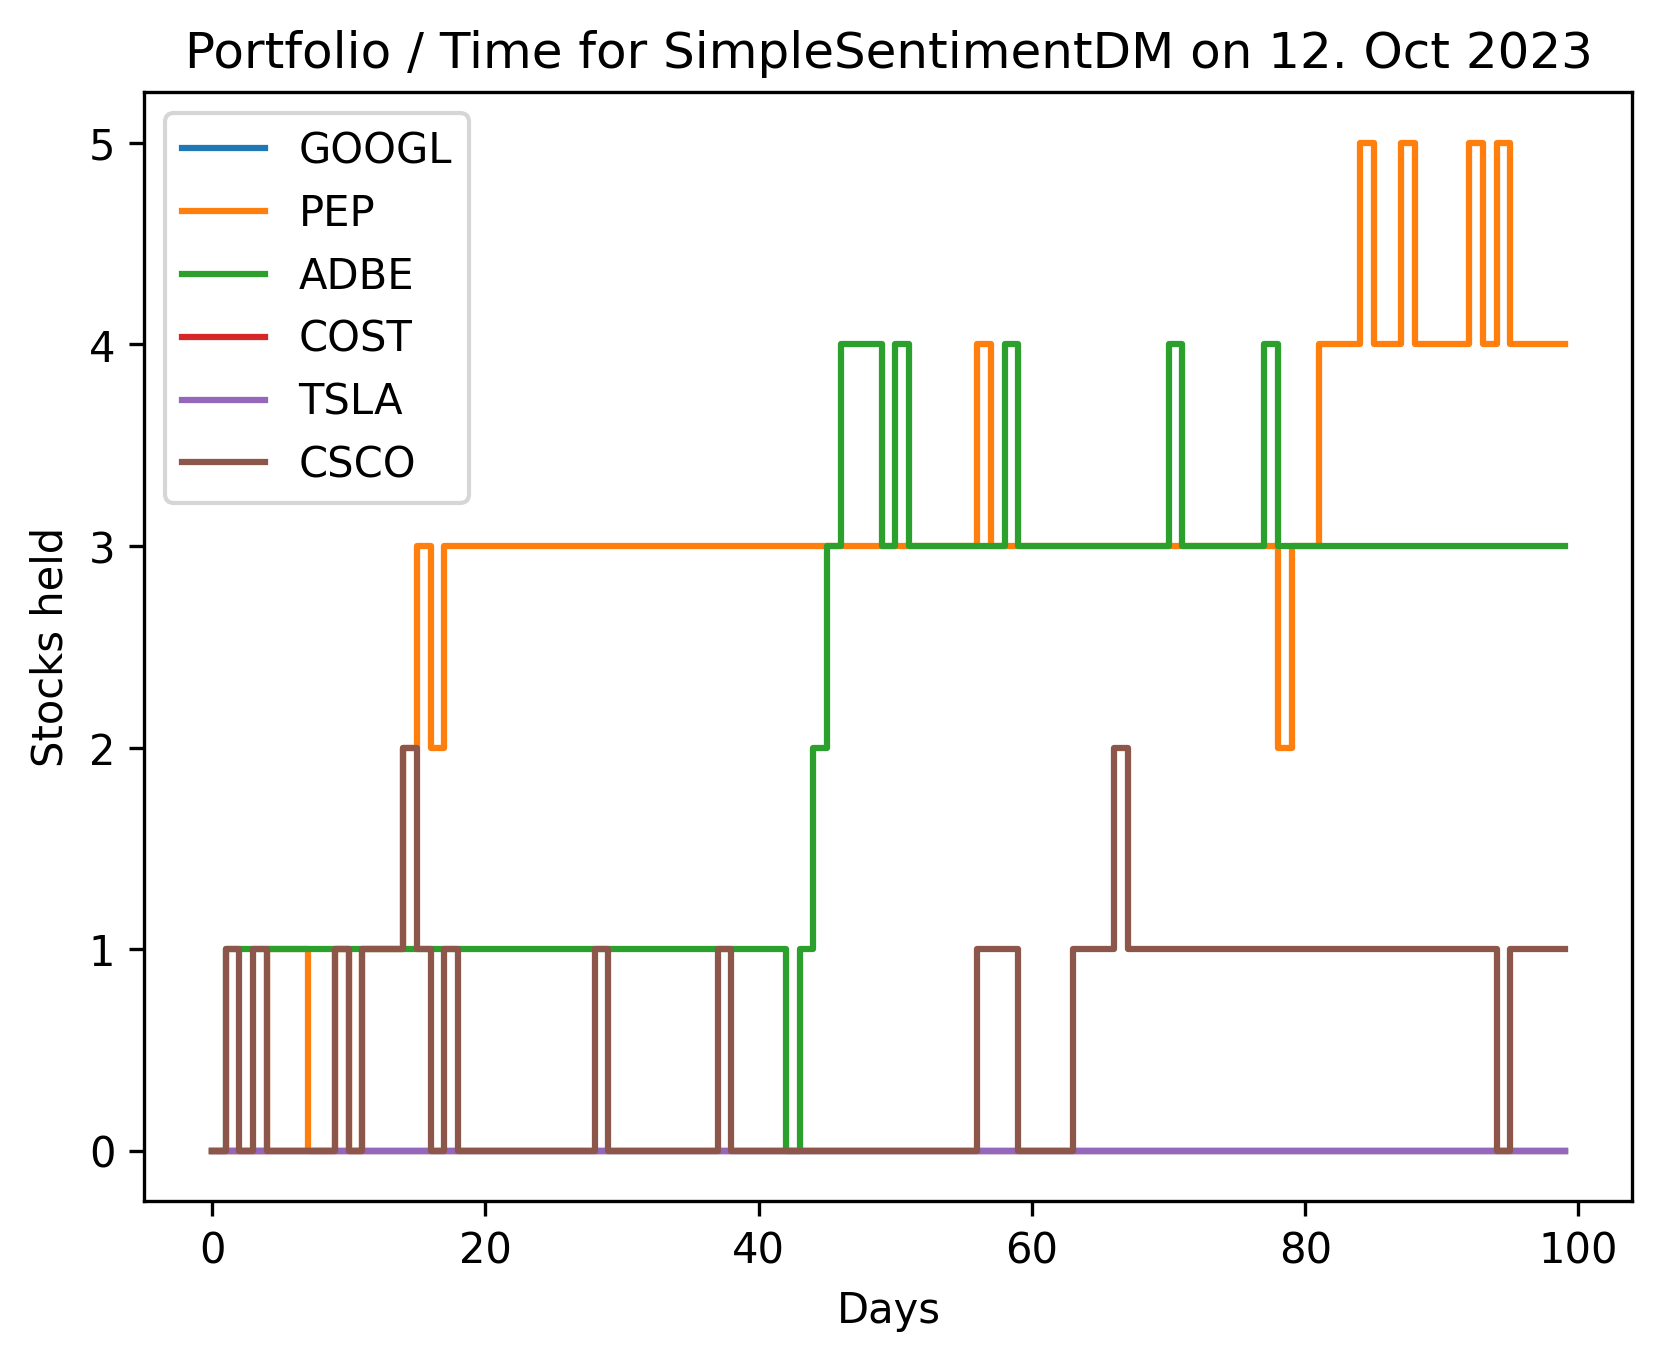 Portfolio / Time for SimpleSentimentDM on 12. Oct 2023
GOOGL
PEP
ADBE
COST
TSLA
CSCO
Stocks held
5
4
3
2
1
0
0 20 40 60 80 100
Days